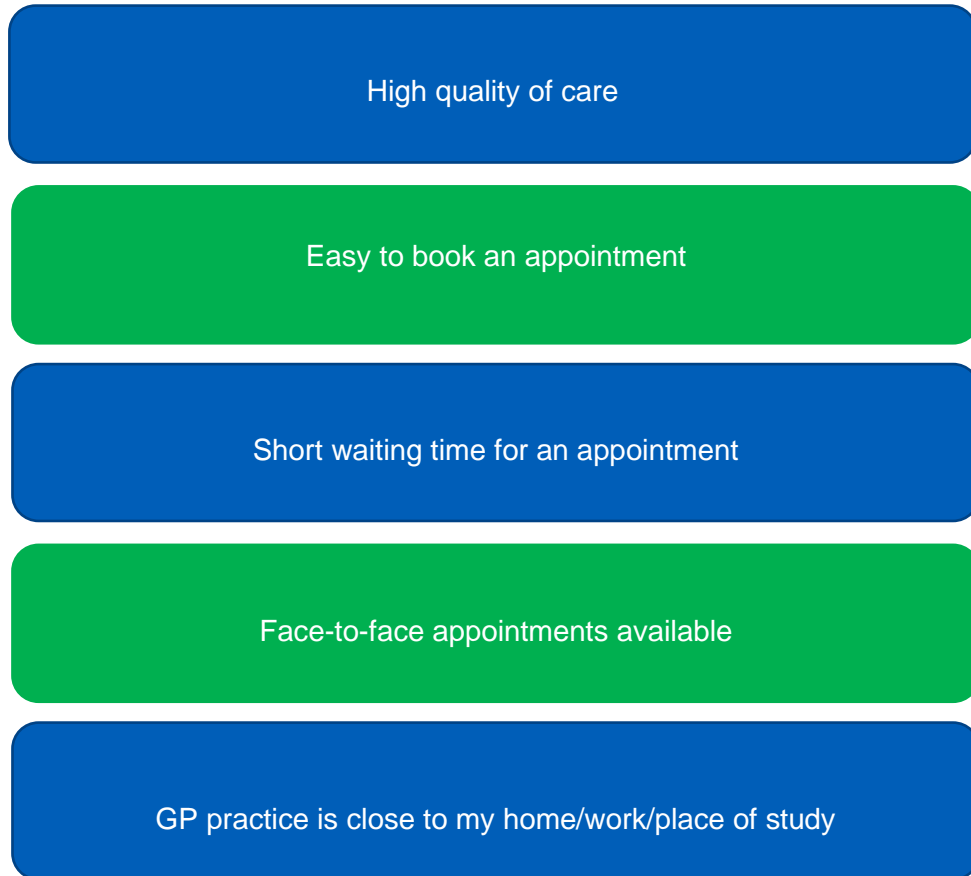 High quality of care
Easy to book an appointment
Short waiting time for an appointment
Face-to-face appointments available
GP practice is close to my home/work/place of study